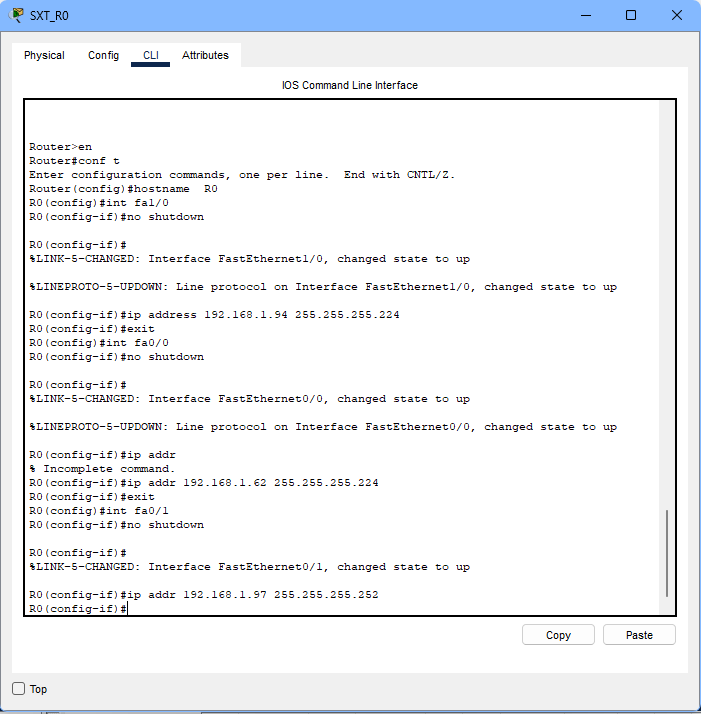 SXT_R0
Physical Config CLI Attributes
IOS Command Line Interface
Router>en
Router#conf t
Enter configuration commands, one per line.  End with CNTL/Z.
Router(config)#hostname  R0
R0(config)#int fa1/0
R0(config-if)#no shutdown
R0(config-if)#
%LINK-5-CHANGED: Interface FastEthernet1/0, changed state to up
%LINEPROTO-5-UPDOWN: Line protocol on Interface FastEthernet1/0, changed state to up
R0(config-if)#ip address 192.168.1.94 255.255.255.224
R0(config-if)#exit
R0(config)#int fa0/0
R0(config-if)#no shutdown
R0(config-if)#
%LINK-5-CHANGED: Interface FastEthernet0/0, changed state to up
%LINEPROTO-5-UPDOWN: Line protocol on Interface FastEthernet0/0, changed state to up
R0(config-if)#ip addr
% Incomplete command.
R0(config-if)#ip addr 192.168.1.62 255.255.255.224
R0(config-if)#exit
R0(config)#int fa0/1
R0(config-if)#no shutdown
R0(config-if)#
%LINK-5-CHANGED: Interface FastEthernet0/1, changed state to up
R0(config-if)#ip addr 192.168.1.97 255.255.255.252
R0(config-if)#
Copy Paste
Top